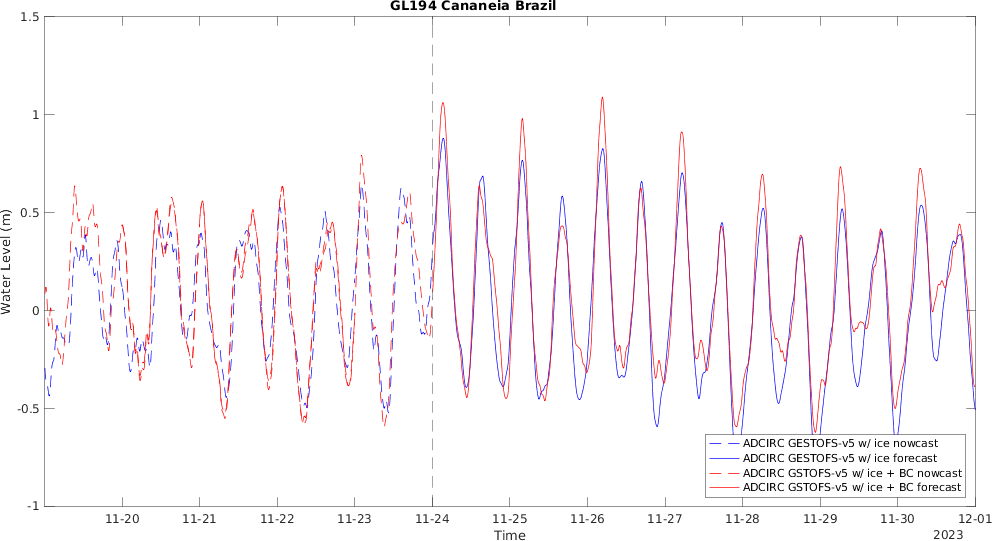 GL194 Cananeia Brazil
1.5
1
0.5
0
-0.5
-1
Water Level (m)
11-20
11-21
11-22
11-23
11-24
11-25
11-26
11-27
11-28
11-29
11-30
12-01
Time
2023
ADCIRC GESTOFS-v5 w/ ice nowcast
ADCIRC GESTOFS-v5 w/ ice forecast
ADCIRC GSTOFS-v5 w/ ice + BC nowcast
ADCIRC GSTOFS-v5 w/ ice + BC forecast